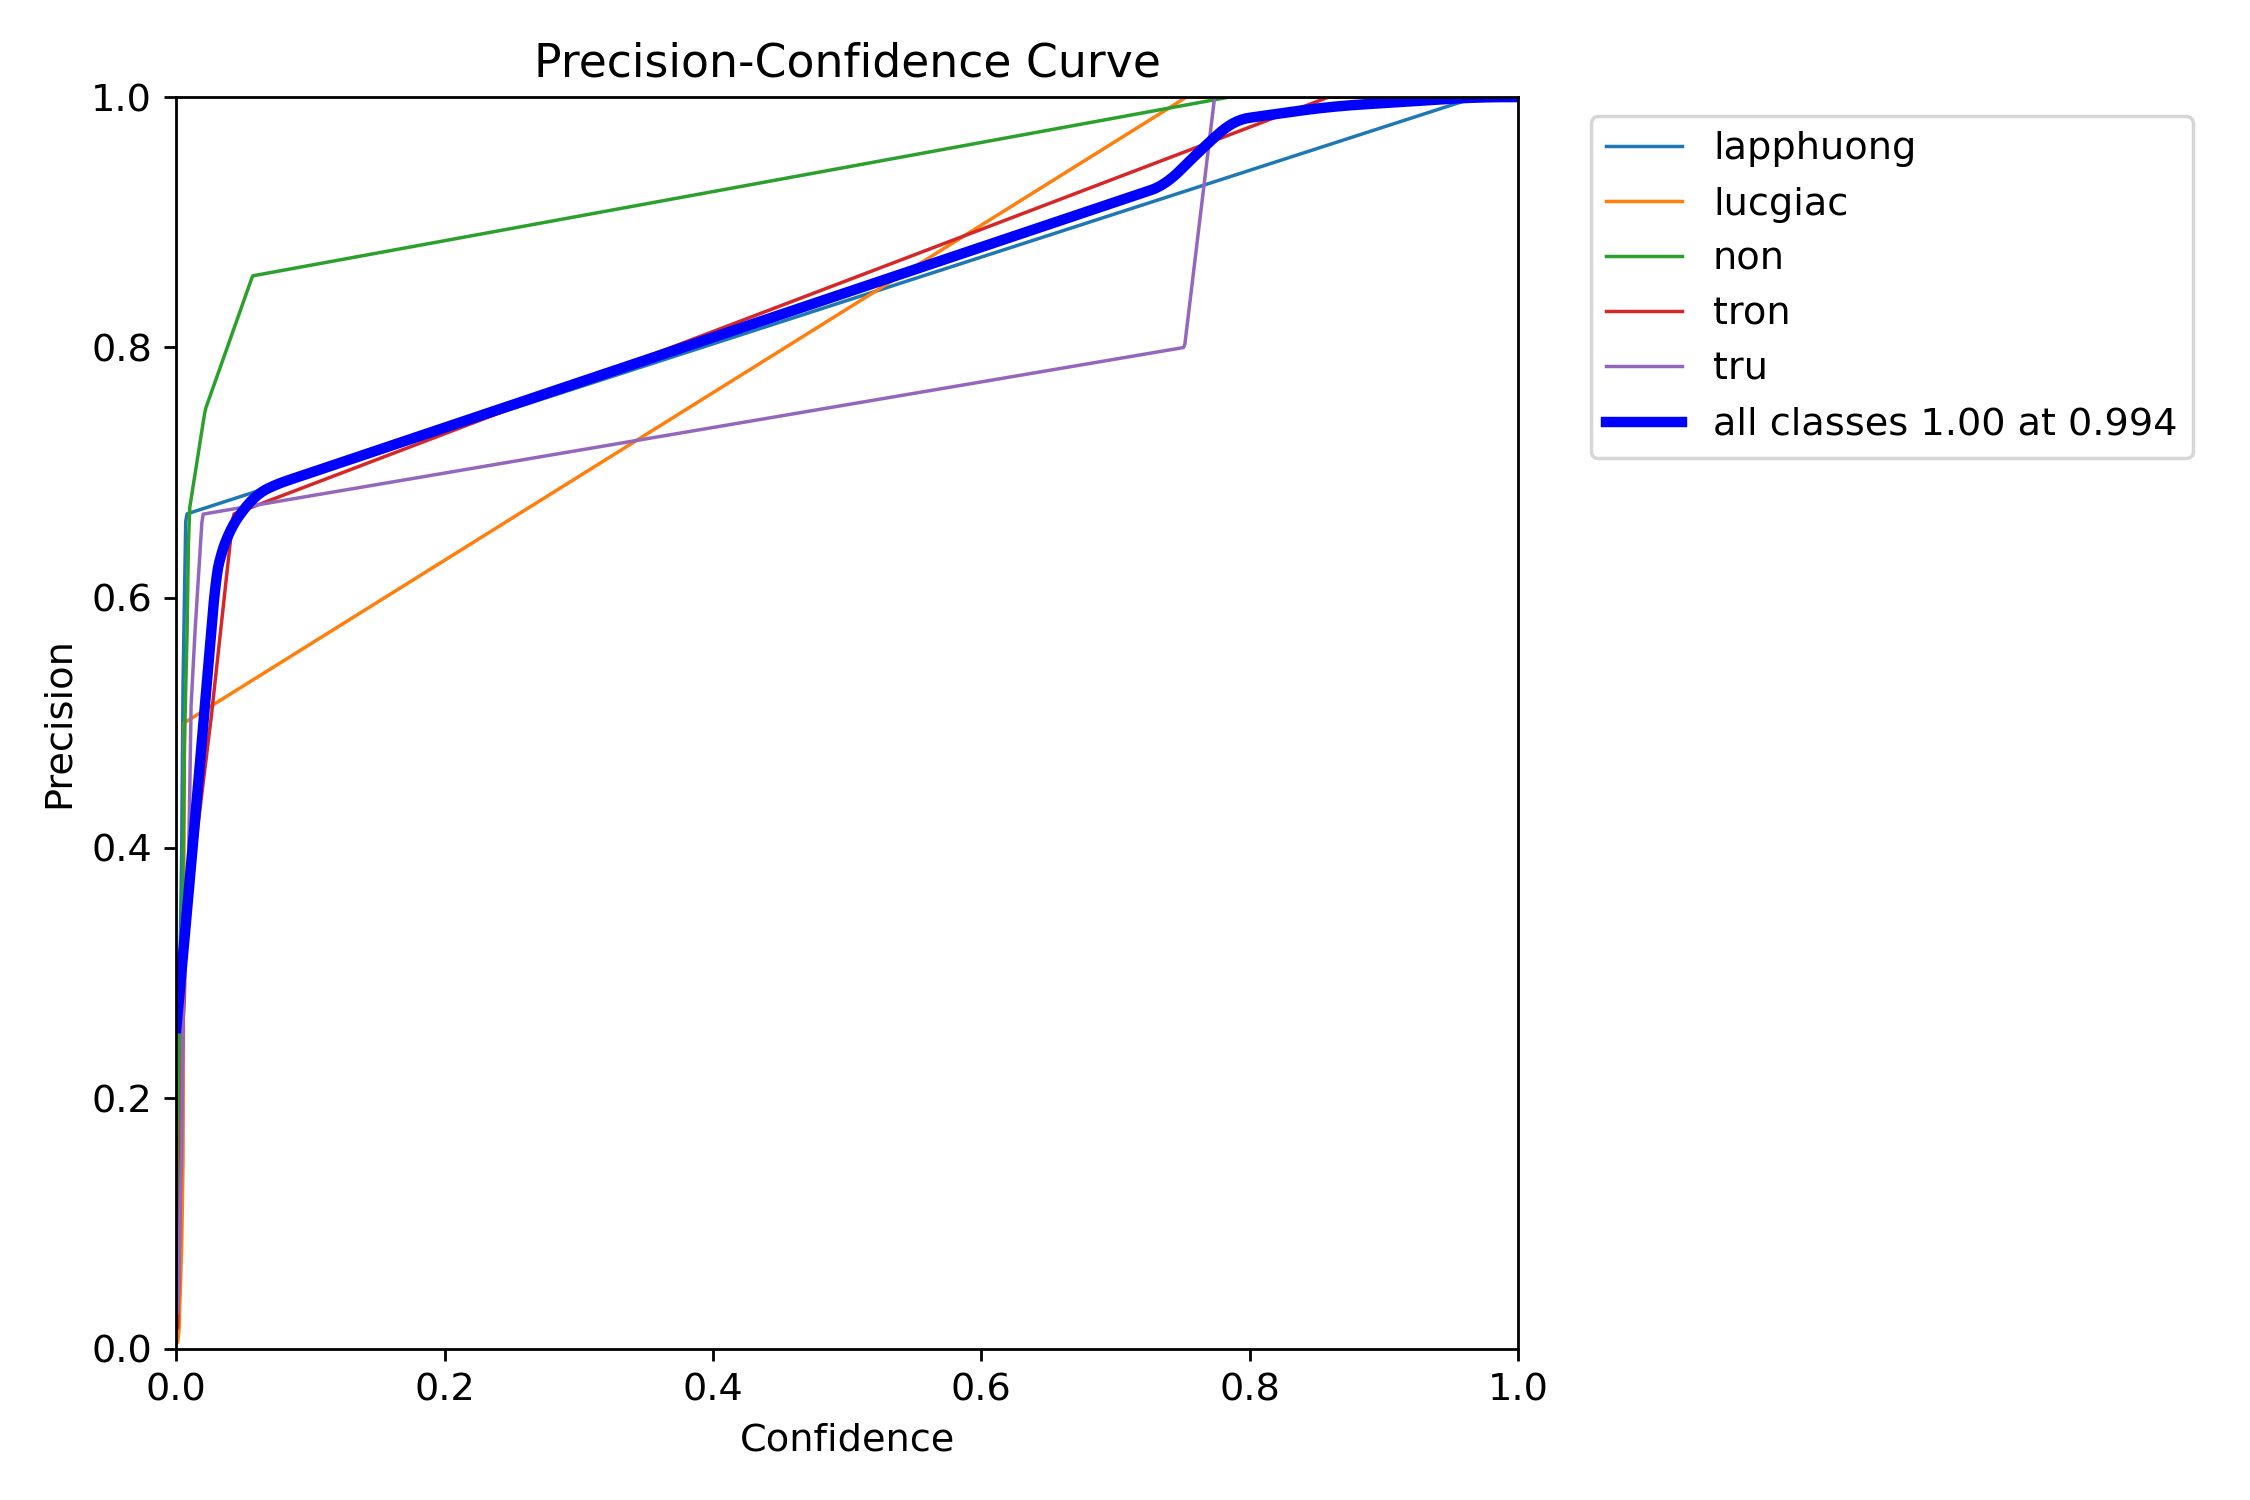 Precision-Confidence Curve
1.0
0.8
0.6
0.4
0.2
0.0
Precision
0.0 0.2 0.4 0.6 0.8 1.0
Confidence
lapphuong
lucgiac
non
tron
tru
all classes 1.00 at 0.994